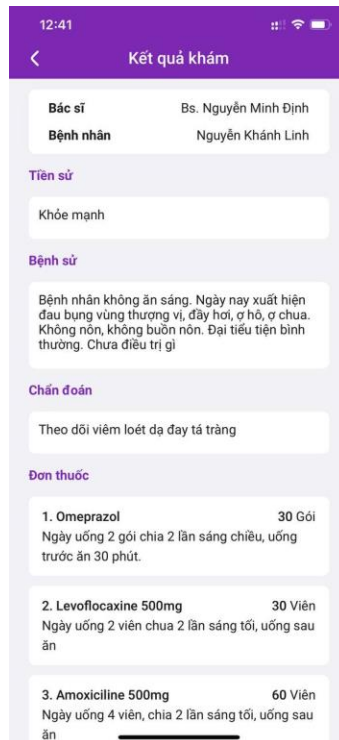 12:41
Kết quả khám
Bác sĩ Bs. Nguyễn Minh Định
Bệnh nhân Nguyễn Khánh Linh
Tiền sử
Khỏe mạnh
Bệnh sử
Bệnh nhân không ăn sáng. Ngày nay xuất hiện
đau bụng vùng thượng vị, đầy hơi, ợ hô, ợ chua.
Không nôn, không buồn nôn. Đại tiểu tiện bình
thường. Chưa điều trị gì
Chẩn đoán
Theo dõi viêm loét dạ đay tá tràng
Đơn thuốc
1. Omeprazol 30 Gói
Ngày uống 2 gói chia 2 lần sáng chiều, uống
trước ăn 30 phút.
2. Levoflocaxine 500mg 30 Viên
Ngày uống 2 viên chua 2 lần sáng tối, uống sau
ăn
3. Amoxiciline 500mg 60 Viên
Ngày uống 4 viên, chia 2 lần sáng tối, uống sau
ăn